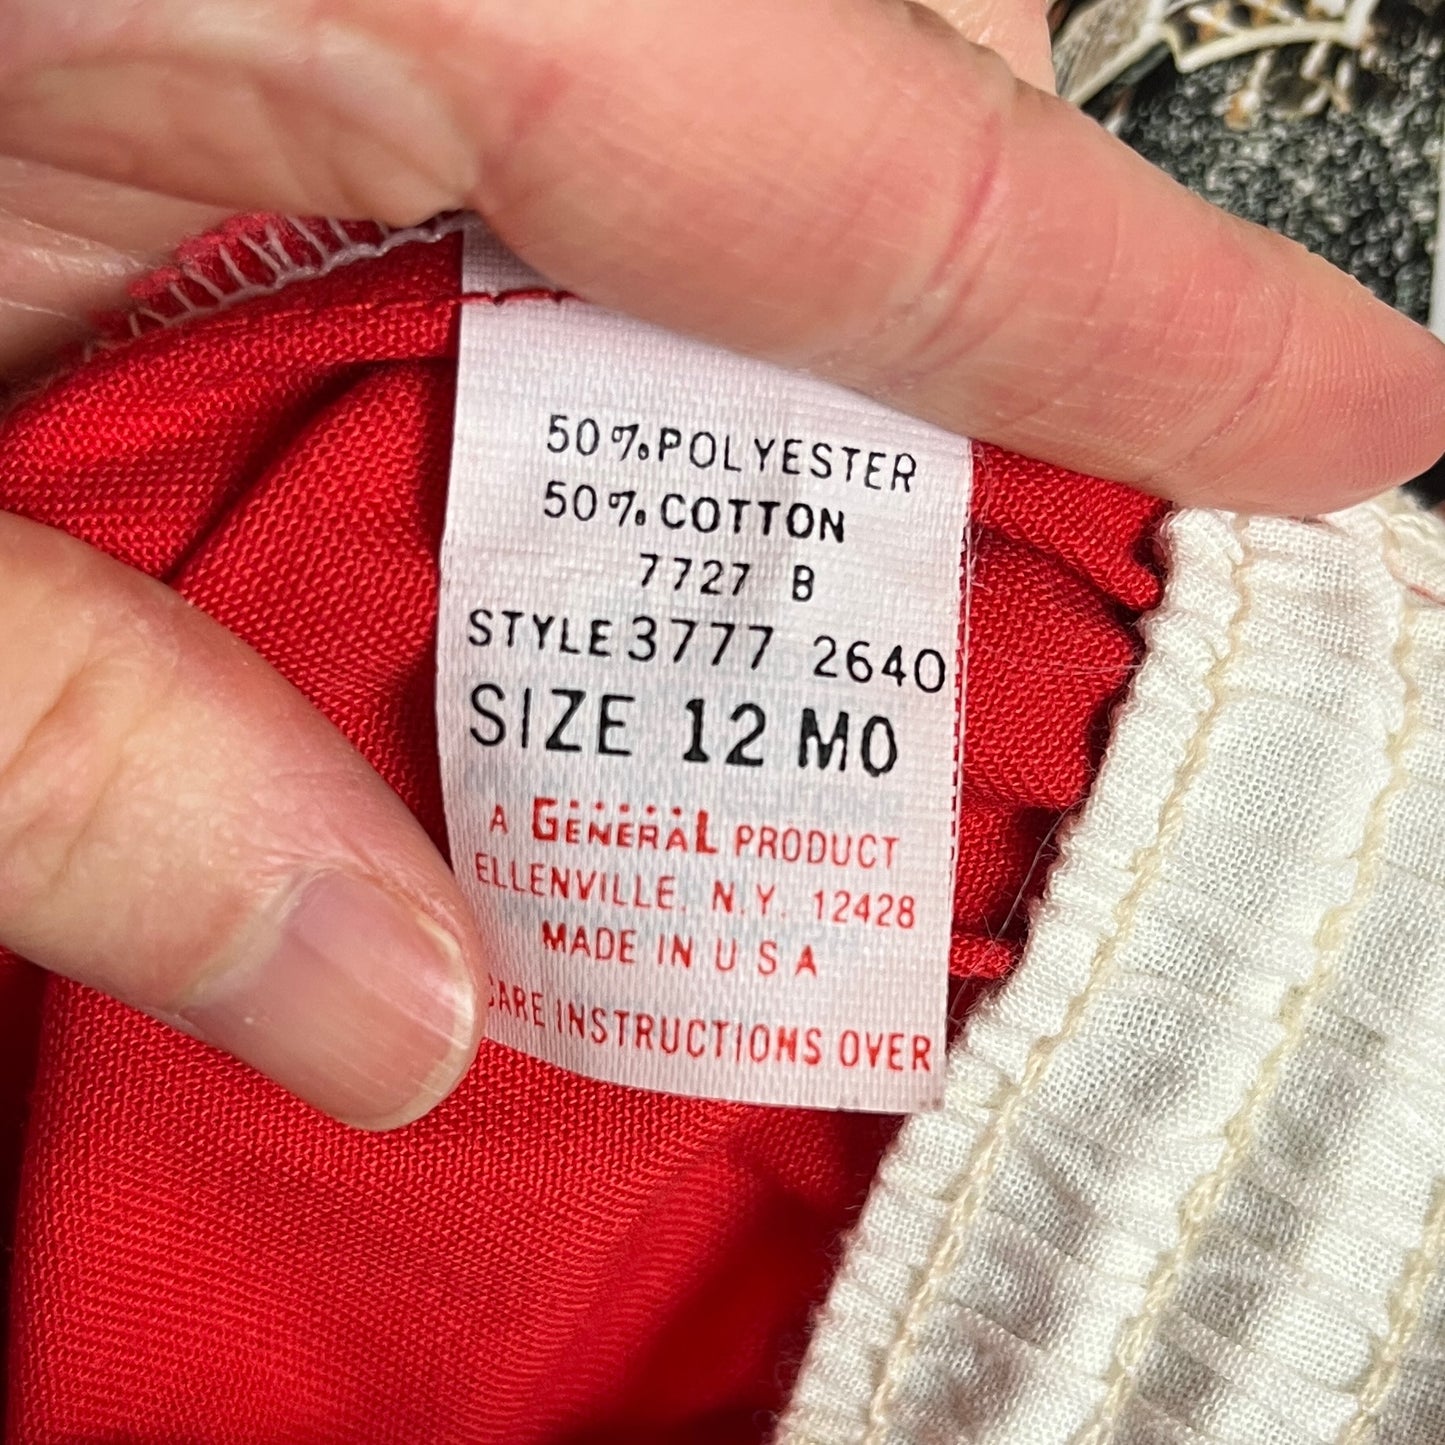 50% POLYESTER
50% COTTON
7727 B
STYLE 3777 2640
SIZE 12 MO
A GENERAL PRODUCT
ELLENVILLE, N.Y. 12428
MADE IN U S A
CARE INSTRUCTIONS OVER